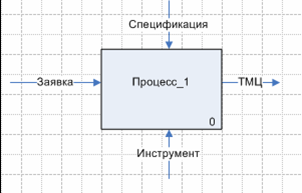 Спецификация
Заявка
Процесс_1
ТМЦ
0
Инструмент